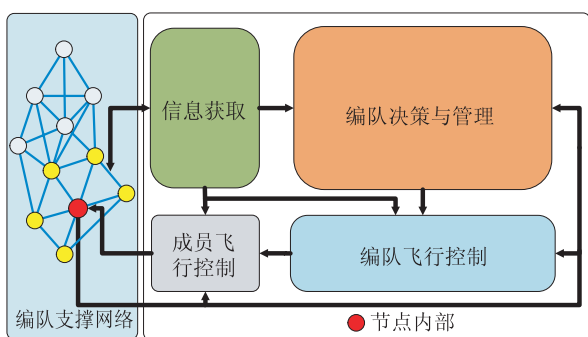 信息获取
编队决策与管理
成员飞
行控制
编队飞行控制
编队支撑网络
节点内部